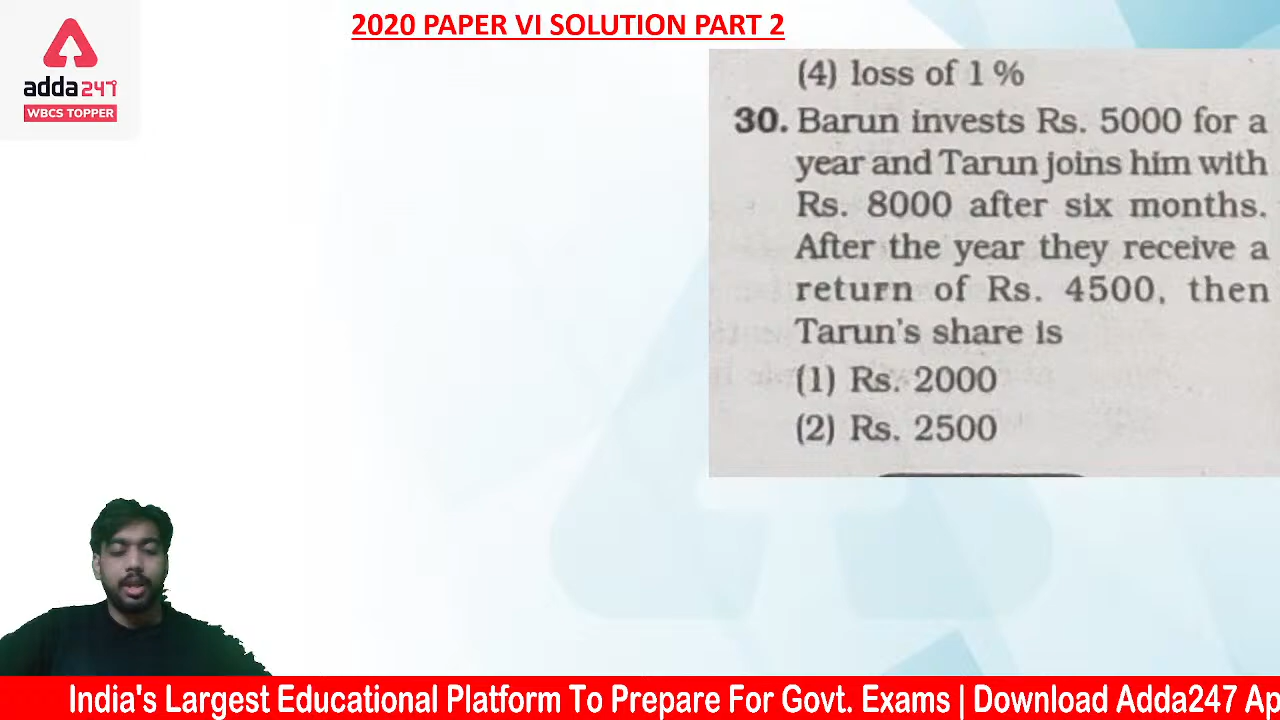 2020 PAPER VI SOLUTION PART 2
adda247
WBCS TOPPER
(4) loss of 1 %
30. Barun invests Rs. 5000 for a
year and Tarun joins him with
Rs. 8000 after six months.
After the year they receive a
return of Rs. 4500, then
Tarun's share is
(1) Rs. 2000
(2) Rs. 2500
India's Largest Educational Platform To Prepare For Govt. Exams | Download Adda247 Ap